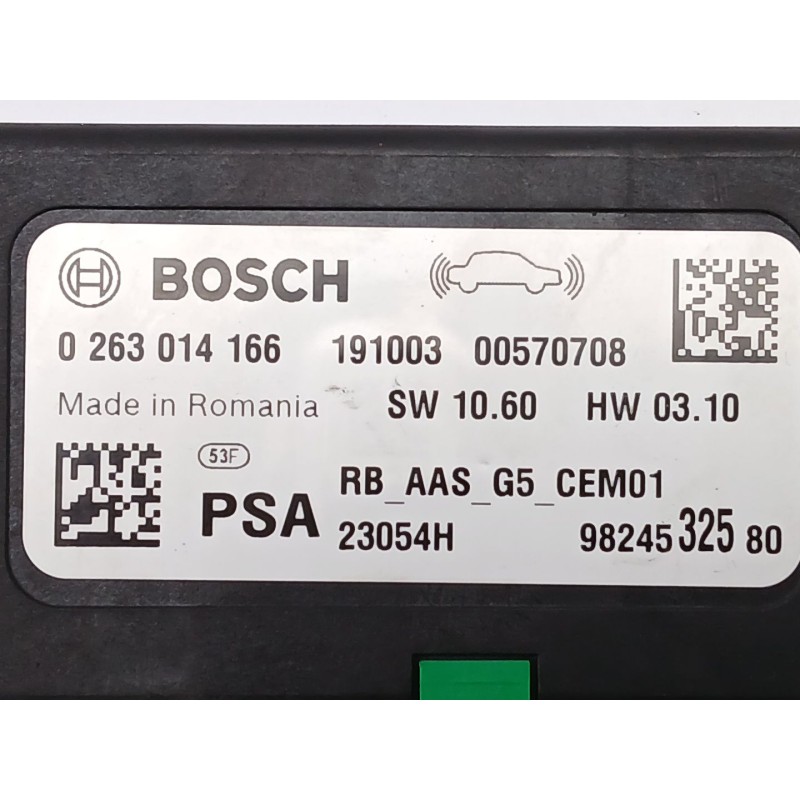 BOSCH
0 263 014 166 191003 00570708
Made in Romania SW 10.60 HW 03.10
53F
PSA RB_AAS_G5_CEM01
23054H 98245 325 80